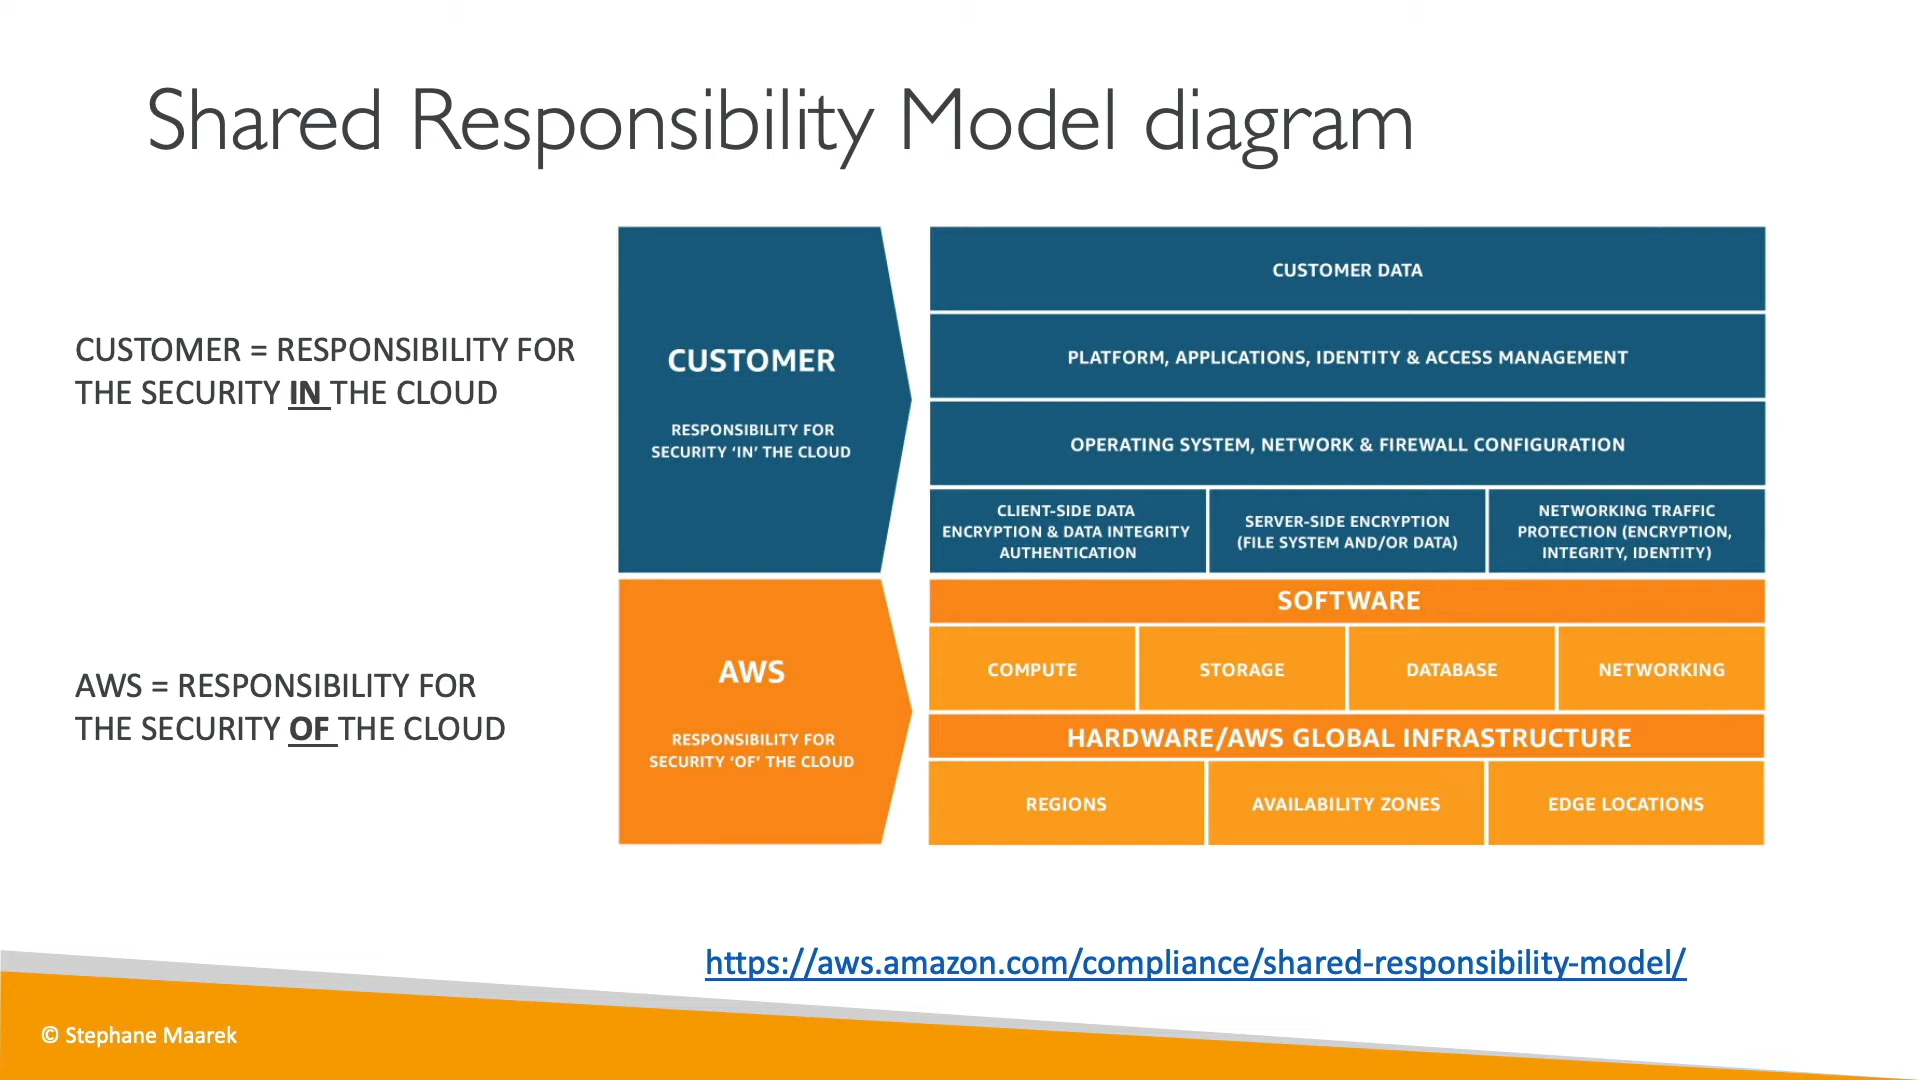 Shared Responsibility Model diagram
CUSTOMER = RESPONSIBILITY FOR
THE SECURITY IN THE CLOUD
CUSTOMER
RESPONSIBILITY FOR
SECURITY ‘IN’ THE CLOUD
CUSTOMER DATA
PLATFORM, APPLICATIONS, IDENTITY & ACCESS MANAGEMENT
OPERATING SYSTEM, NETWORK & FIREWALL CONFIGURATION
CLIENT-SIDE DATA
ENCRYPTION & DATA INTEGRITY
AUTHENTICATION
SERVER-SIDE ENCRYPTION
(FILE SYSTEM AND/OR DATA)
NETWORKING TRAFFIC
PROTECTION (ENCRYPTION,
INTEGRITY, IDENTITY)
AWS = RESPONSIBILITY FOR
THE SECURITY OF THE CLOUD
AWS
RESPONSIBILITY FOR
SECURITY ‘OF’ THE CLOUD
SOFTWARE
COMPUTE
STORAGE
DATABASE
NETWORKING
HARDWARE/AWS GLOBAL INFRASTRUCTURE
REGIONS
AVAILABILITY ZONES
EDGE LOCATIONS
https://aws.amazon.com/compliance/shared-responsibility-model/
© Stephane Maarek